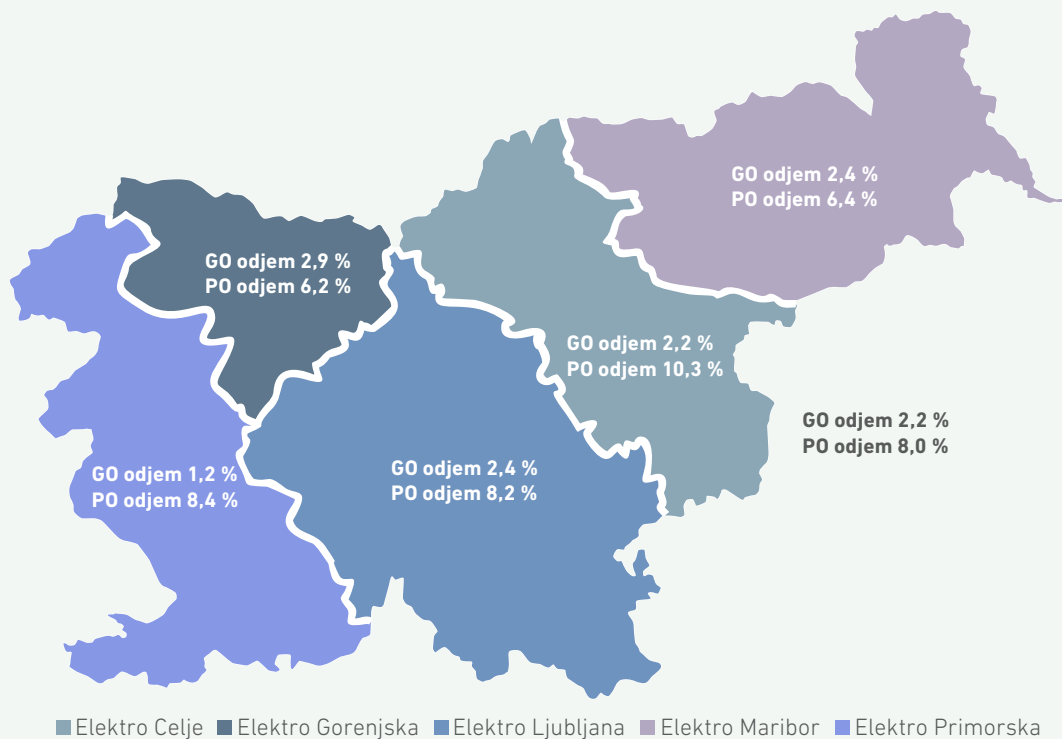 GO odjem 2,4 %
PO odjem 6,4 %
GO odjem 2,9 %
PO odjem 6,2 %
GO odjem 2,2 %
PO odjem 10,3 %
GO odjem 2,2 %
PO odjem 8,0 %
GO odjem 1,2 %
PO odjem 8,4 %
GO odjem 2,4 %
PO odjem 8,2 %
Elektro Celje Elektro Gorenjska Elektro Ljubljana Elektro Maribor Elektro Primorska